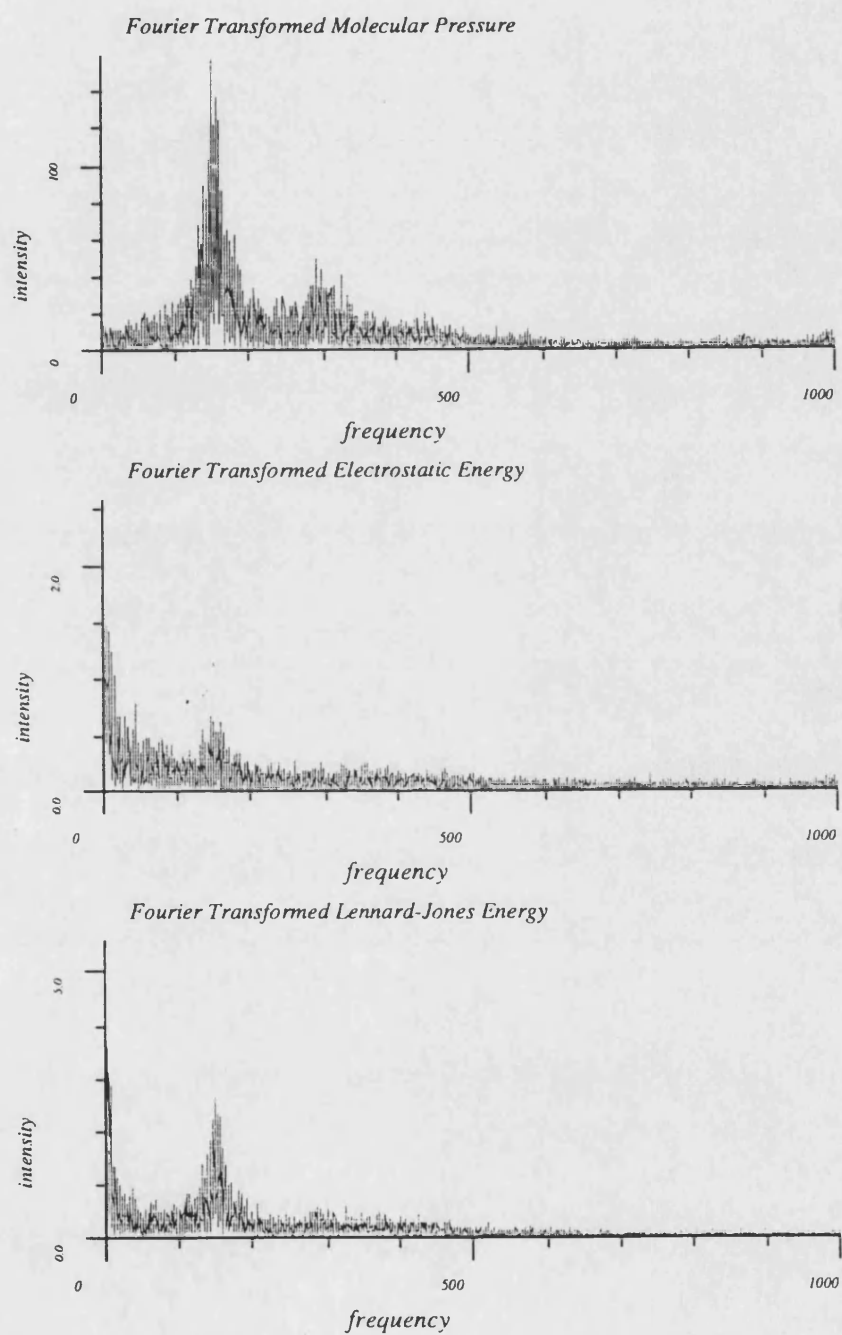 Fourier Transformed Molecular Pressure
100
intensity
0
0
500
1000
frequency
Fourier Transformed Electrostatic Energy
2.0
intensity
0.0
0
500
1000
frequency
Fourier Transformed Lennard-Jones Energy
5.0
intensity
0.0
0
500
1000
frequency